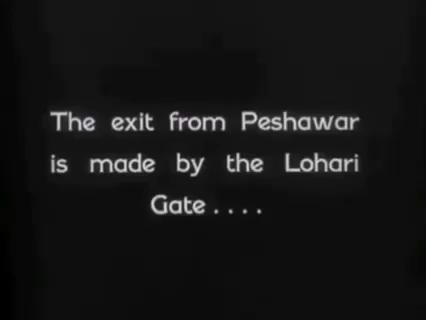 The exit from Peshawar
is made by the Lohari
Gate....